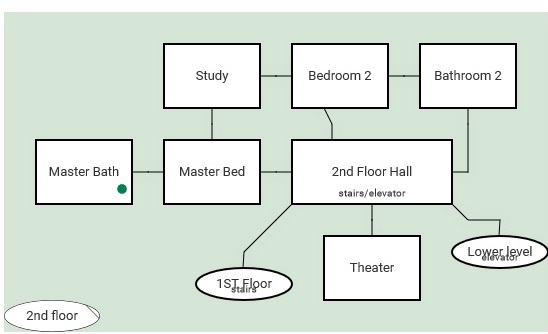 Study
Bedroom 2
Bathroom 2
Master Bath
Master Bed
2nd Floor Hall
stairs/elevator
Lower level
elevator
Theater
1ST Floor
stairs
2nd floor